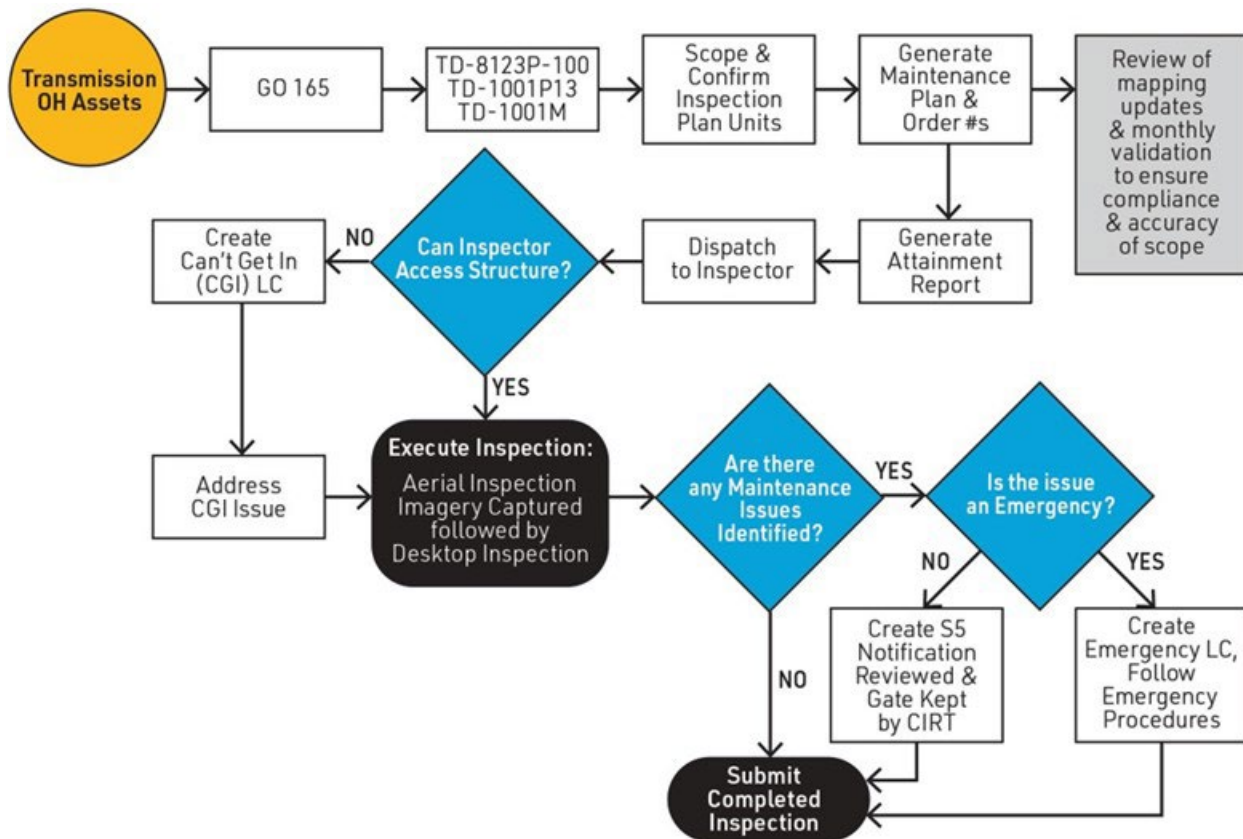 Transmission
OH Assets
GO 165
TD-8123P-100
TD-1001P13
TD-1001M
Scope &
Confirm
Inspection
Plan Units
Generate
Maintenance
Plan &
Order #s
Review of
mapping
updates
& monthly
validation
to ensure
compliance
& accuracy
of scope
Create
Can't Get In
(CGI) LC
NO
Can Inspector
Access Structure?
Dispatch
to Inspector
Generate
Attainment
Report
YES
Address
CGI Issue
Execute Inspection:
Aerial Inspection
Imagery Captured
followed by
Desktop Inspection
Are there
any Maintenance
Issues
Identified?
YES
Is the issue
an Emergency?
NO
YES
NO
Create S5
Notification
Reviewed &
Gate Kept
by CIRT
Create
Emergency LC,
Follow
Emergency
Procedures
Submit
Completed
Inspection